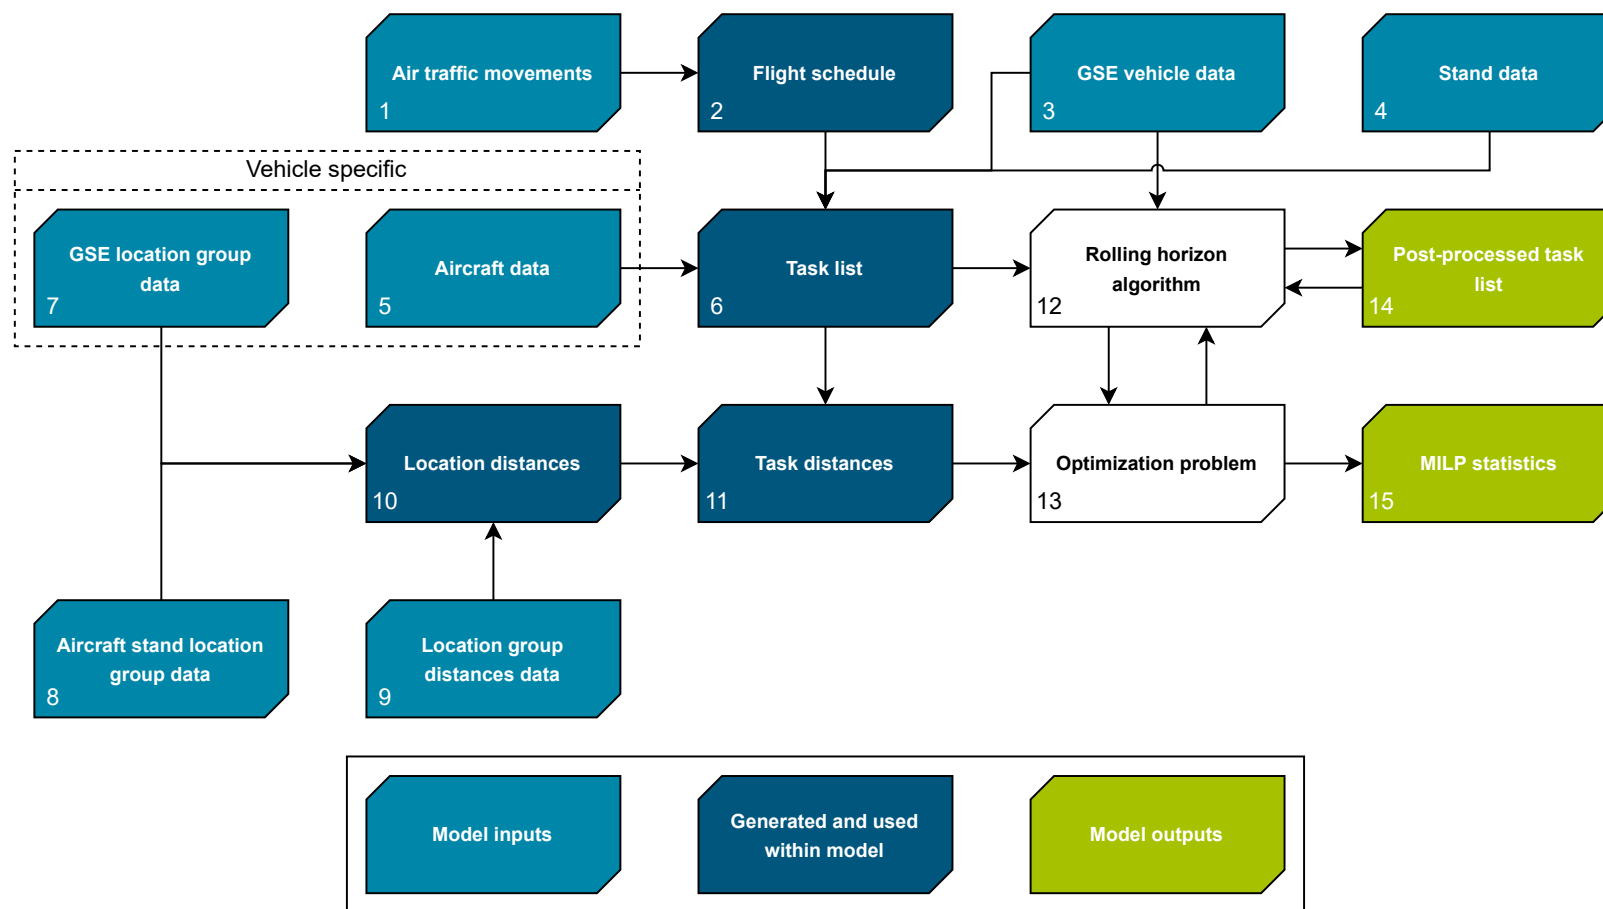 Air traffic movements
1
Flight schedule
2
GSE vehicle data
3
Stand data
4
Vehicle specific
GSE location group
data
7
Aircraft data
5
Task list
6
Rolling horizon
algorithm
12
Post-processed task
list
14
Location distances
10
Task distances
11
Optimization problem
13
MILP statistics
15
Aircraft stand location
group data
8
Location group
distances data
9
Model inputs
Generated and used
within model
Model outputs